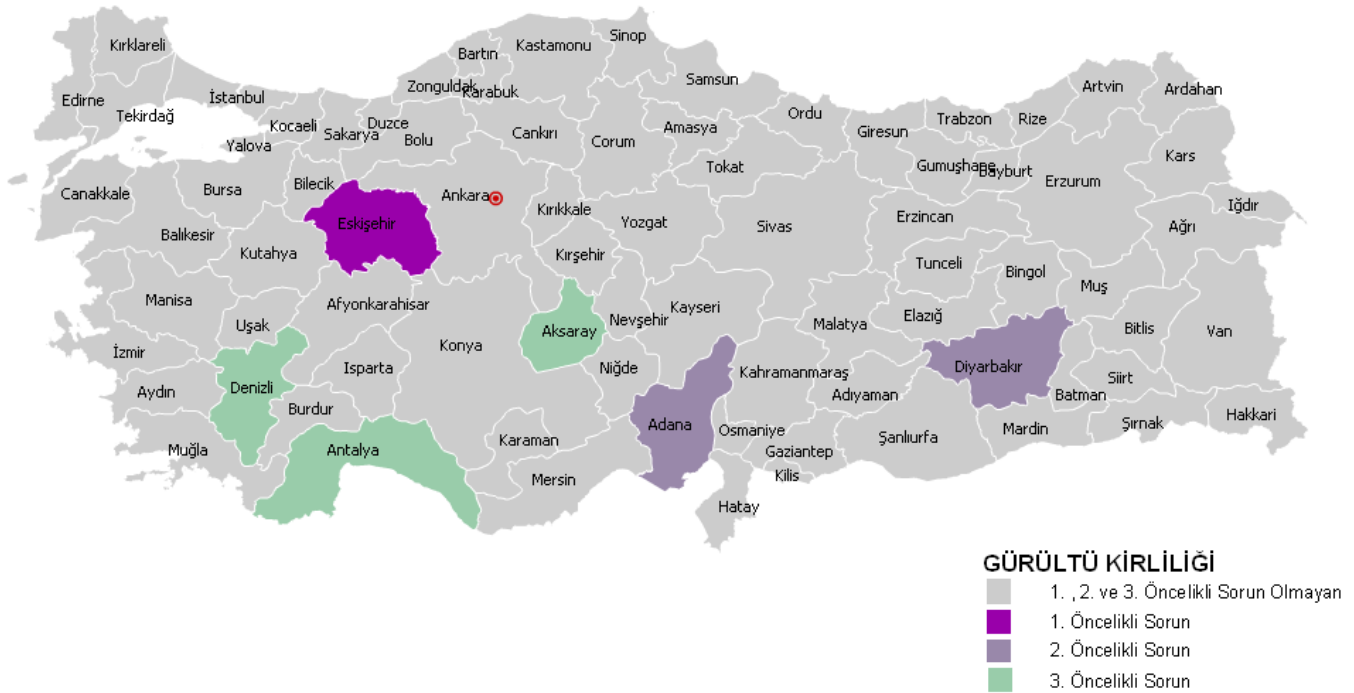 Sinop
Kastamonu
Kırklareli
Bartın
Samsun
Zonguldak
Karabuk
Artvin
Ardahan
Edirne
İstanbul
Tekirdağ
Ordu
Trabzon
Rize
Kocaeli
Duzce
Sakarya
Bolu
Cankırı
Amasya
Corum
Giresun
Yalova
Kars
Tokat
Gumuşhane
Bayburt
Erzurum
Bilecik
Canakkale
Bursa
Ankara
Kırıkkale
Iğdır
Eskişehir
Yozgat
Sivas
Erzincan
Ağrı
Balıkesir
Kutahya
Kırşehir
Tunceli
Bingol
Muş
Manisa
Afyonkarahisar
Kayseri
Nevşehir
Elazığ
Uşak
Aksaray
Malatya
Bitlis
Van
Konya
İzmir
Isparta
Niğde
Kahramanmaraş
Diyarbakır
Siirt
Denizli
Aydın
Adıyaman
Batman
Burdur
Hakkari
Adana
Osmaniye
Şanlıurfa
Mardin
Şırnak
Karaman
Muğla
Antalya
Gaziantep
Mersin
Kilis
Hatay
GÜRÜLTÜ KİRLİLİĞİ
1. , 2. ve 3. Öncelikli Sorun Olmayan
1. Öncelikli Sorun
2. Öncelikli Sorun
3. Öncelikli Sorun